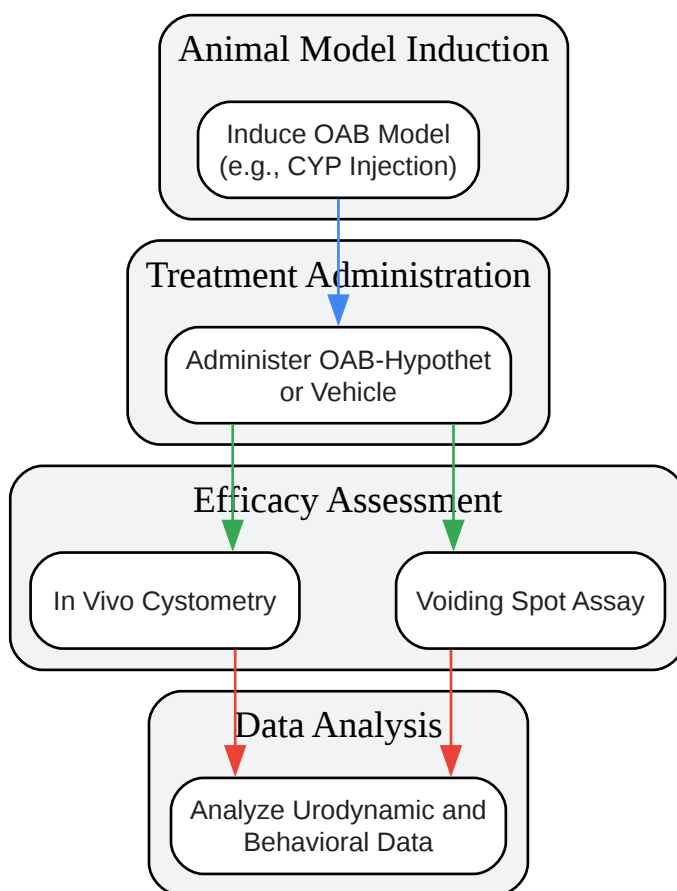 Animal Model Induction
Induce OAB Model
(e.g., CYP Injection)
Treatment Administration
Administer OAB-Hypothet
or Vehicle
Efficacy Assessment
In Vivo Cystometry
Voiding Spot Assay
Data Analysis
Analyze Urodynamic and
Behavioral Data